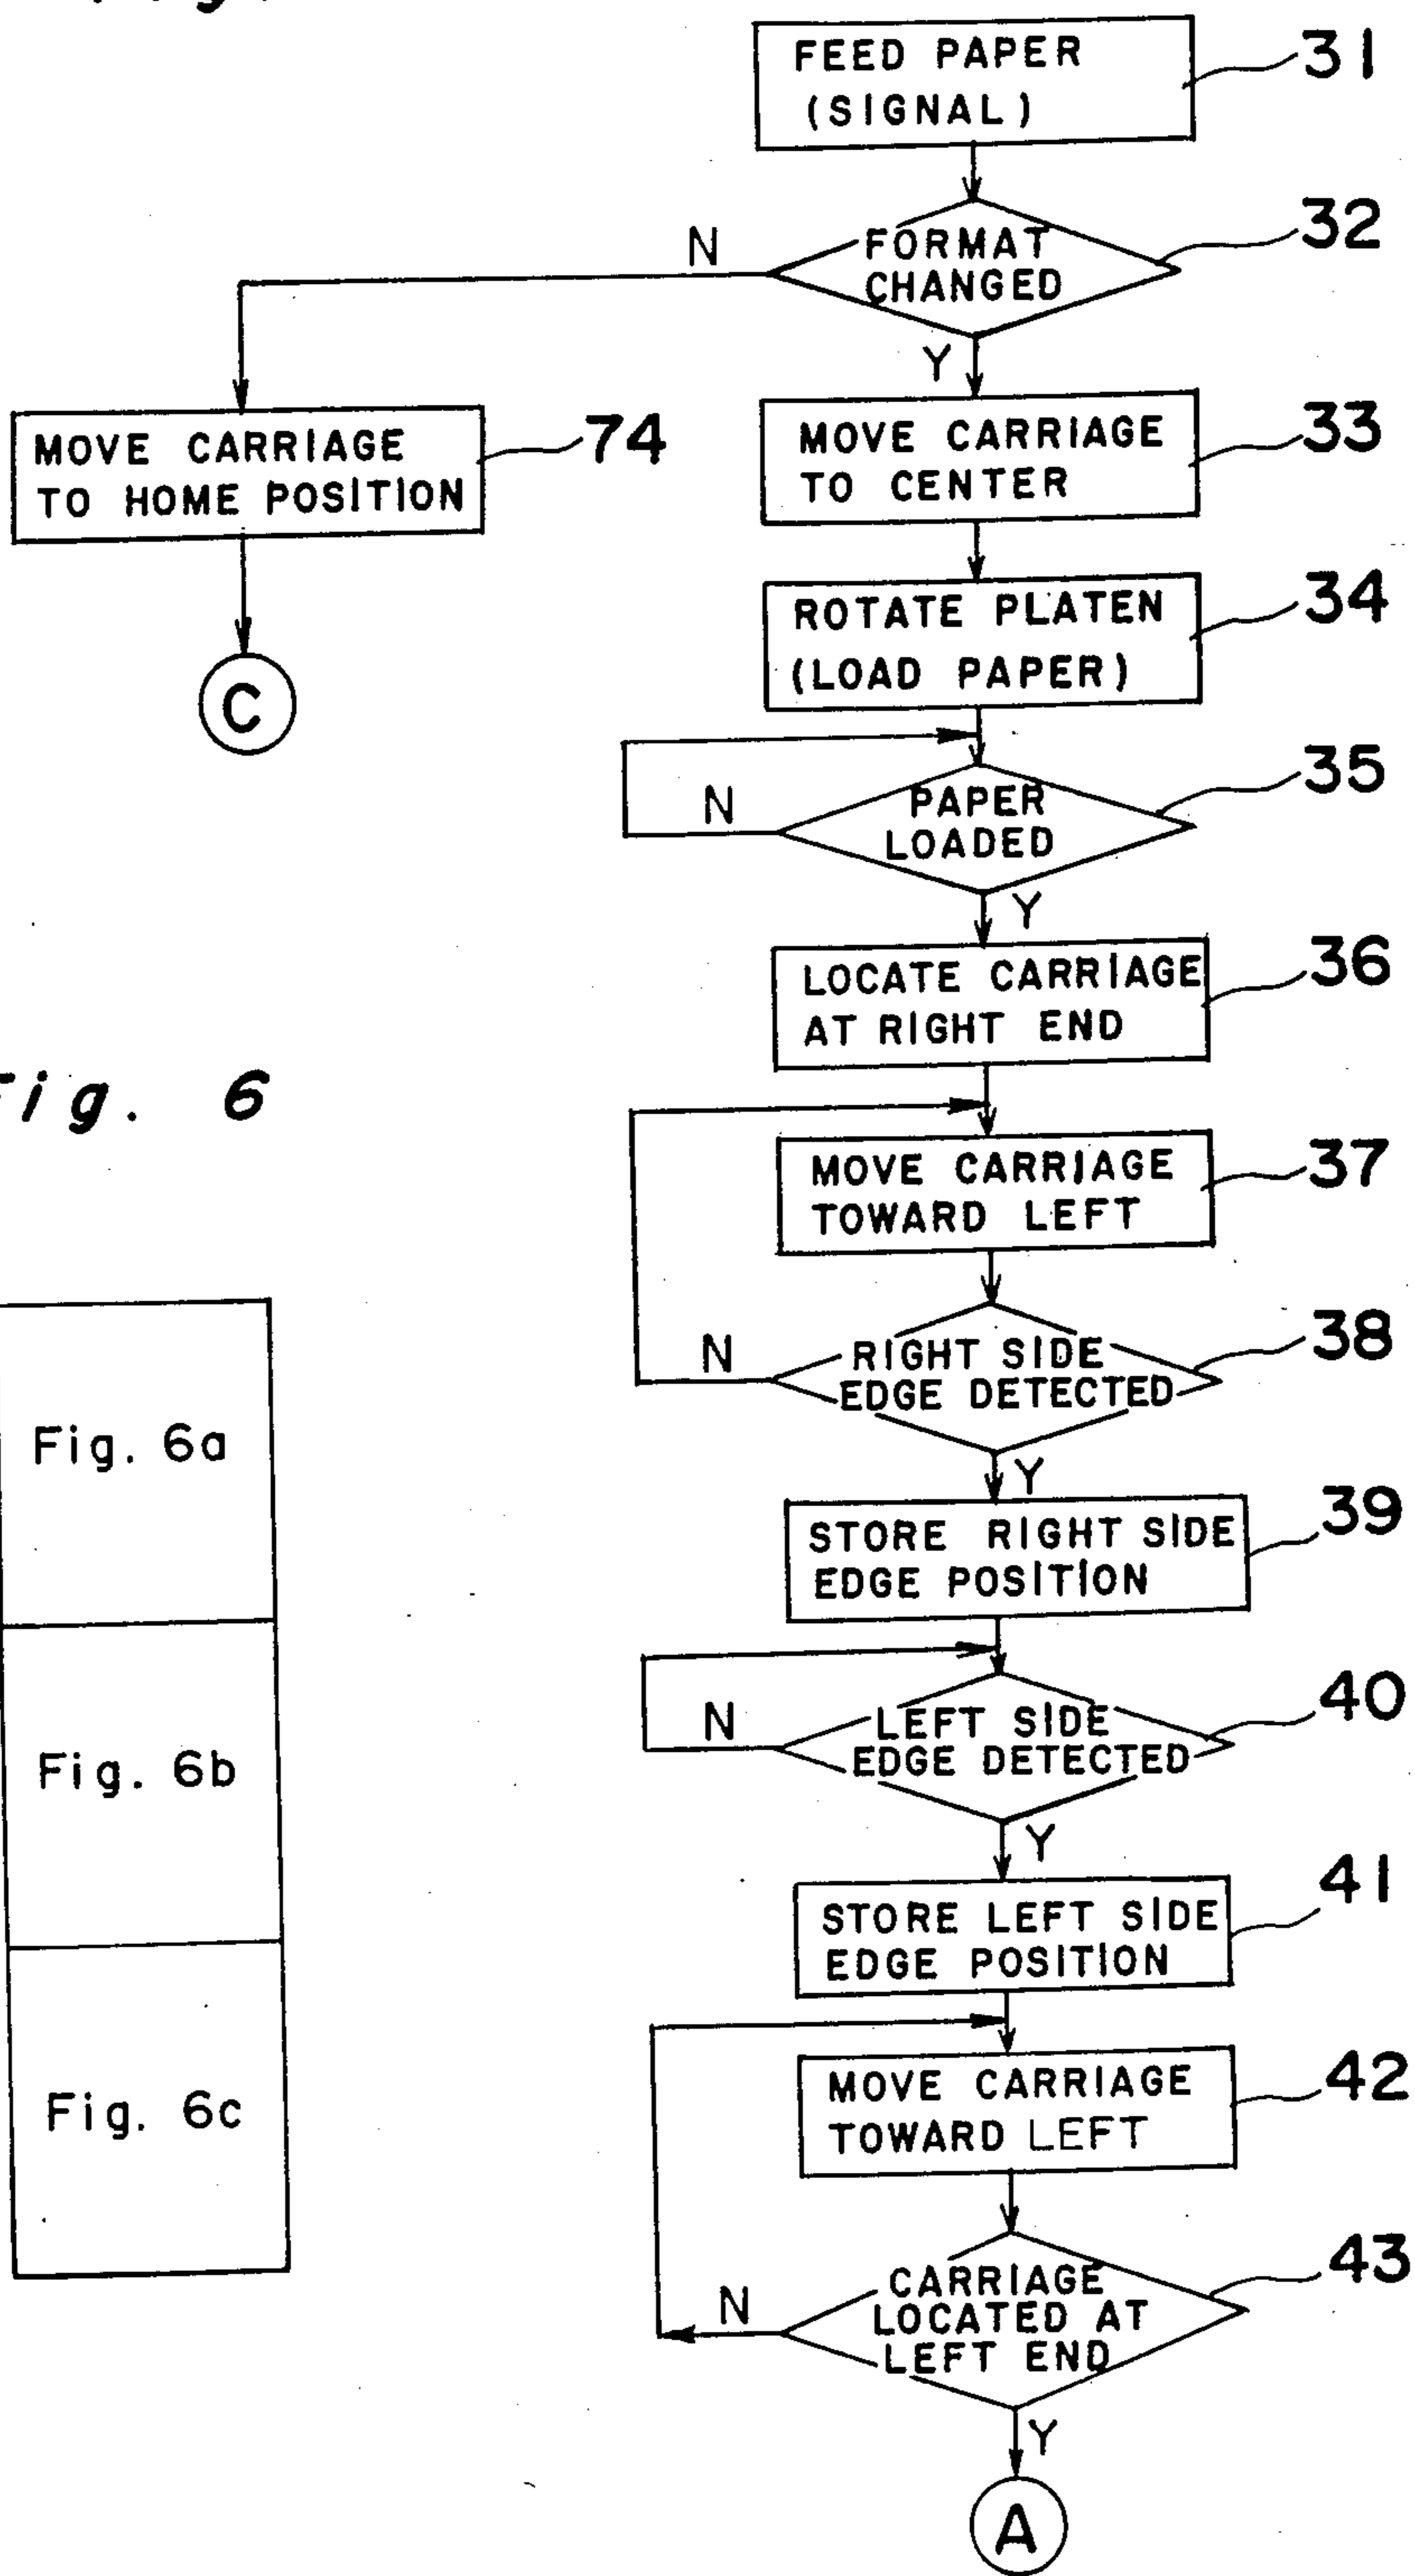 FEED PAPER
(SIGNAL)
31
FORMAT
CHANGED
32
N
Y
MOVE CARRIAGE
TO HOME POSITION
74
C
MOVE CARRIAGE
TO CENTER
33
ROTATE PLATEN
(LOAD PAPER)
34
PAPER
LOADED
35
N
Y
LOCATE CARRIAGE
AT RIGHT END
36
Fig. 6
MOVE CARRIAGE
TOWARD LEFT
37
RIGHT SIDE
EDGE DETECTED
38
N
Y
Fig. 6a
Fig. 6b
Fig. 6c
STORE RIGHT SIDE
EDGE POSITION
39
LEFT SIDE
EDGE DETECTED
40
N
Y
STORE LEFT SIDE
EDGE POSITION
41
MOVE CARRIAGE
TOWARD LEFT
42
CARRIAGE
LOCATED AT
LEFT END
43
N
Y
A